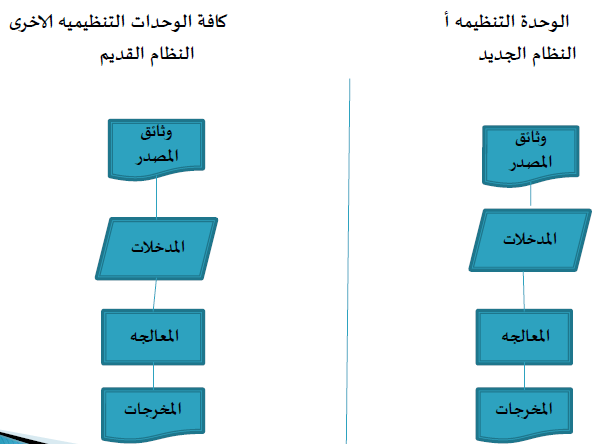 الوحدة التنظيمه أ
النظام الجديد
وثائق
المصدر
المدخلات
المعالجه
المخرجات
كافة الوحدات التنظيميه الاخرى
النظام القديم
وثائق
المصدر
المدخلات
المعالجه
المخرجات